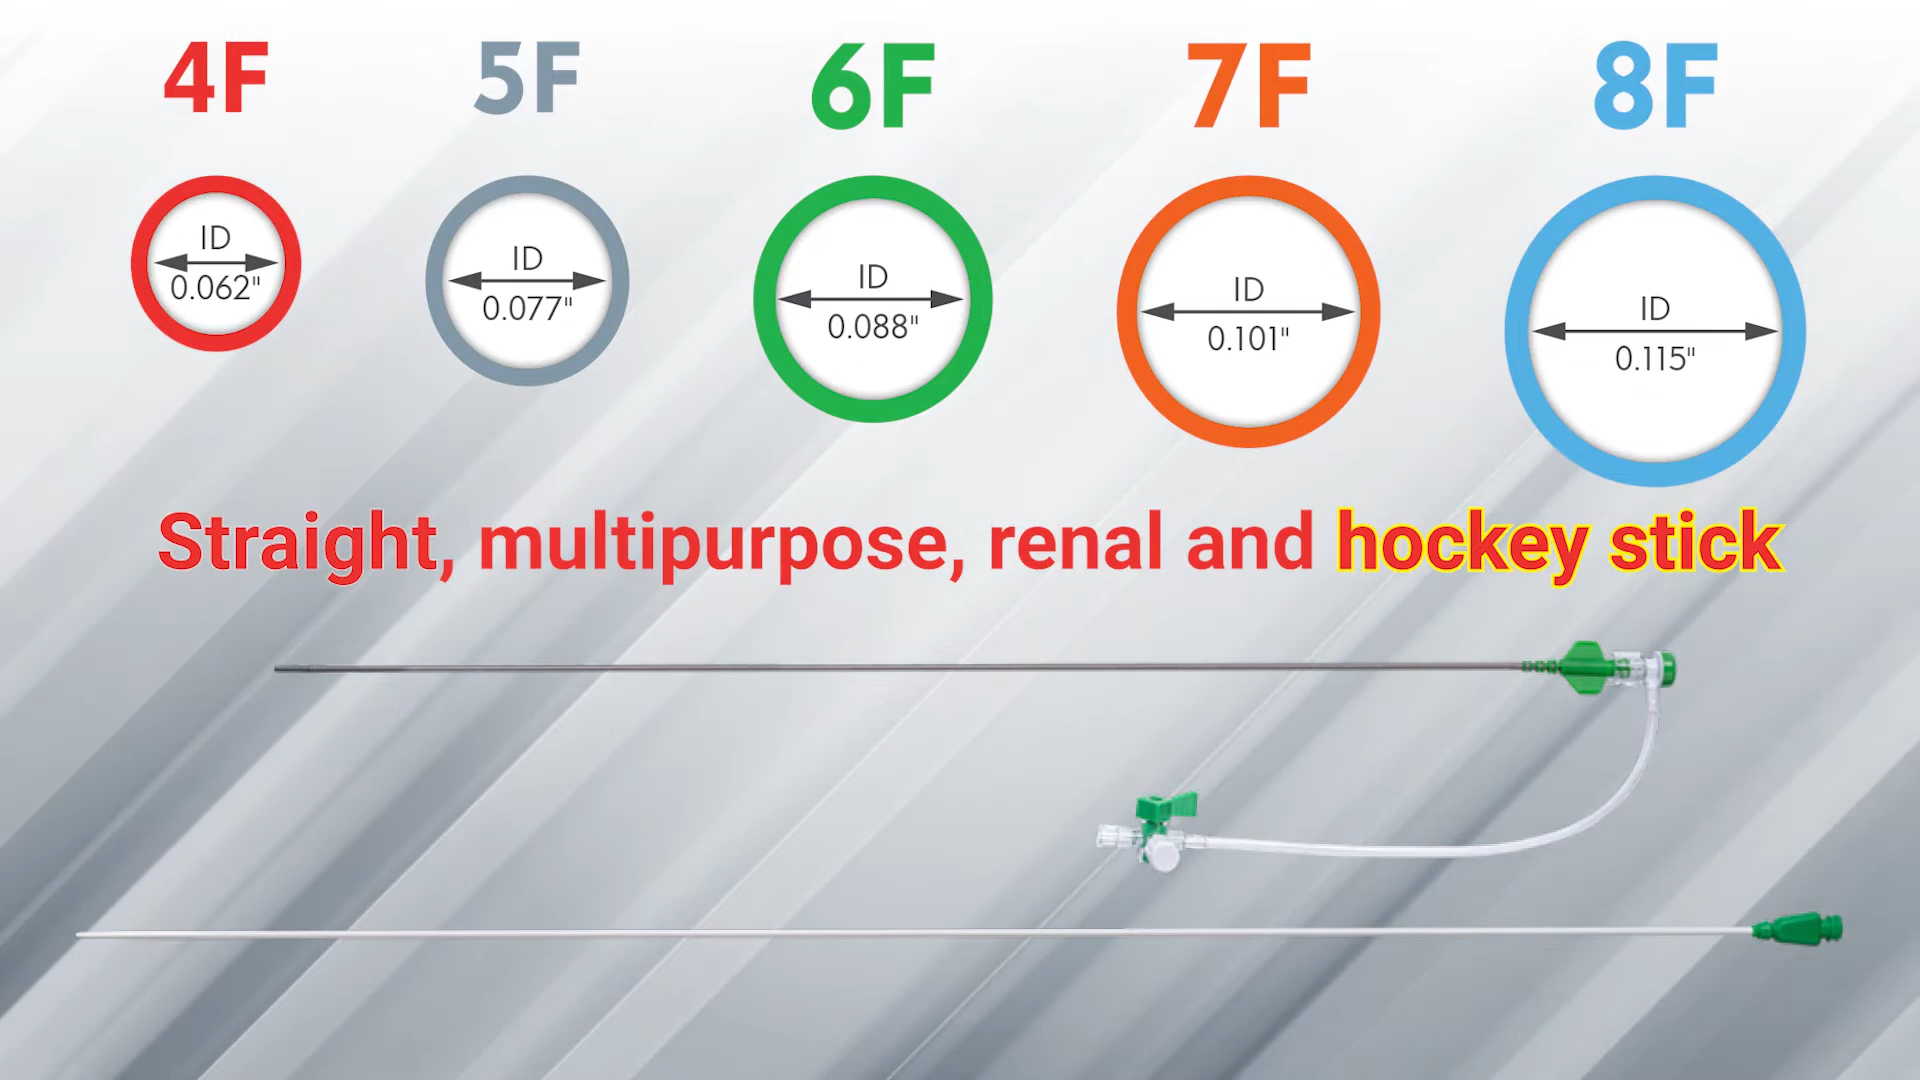 4F 5F 6F 7F 8F
ID ID ID ID ID
0.062" 0.077" 0.088" 0.101" 0.115"
Straight, multipurpose, renal and hockey stick